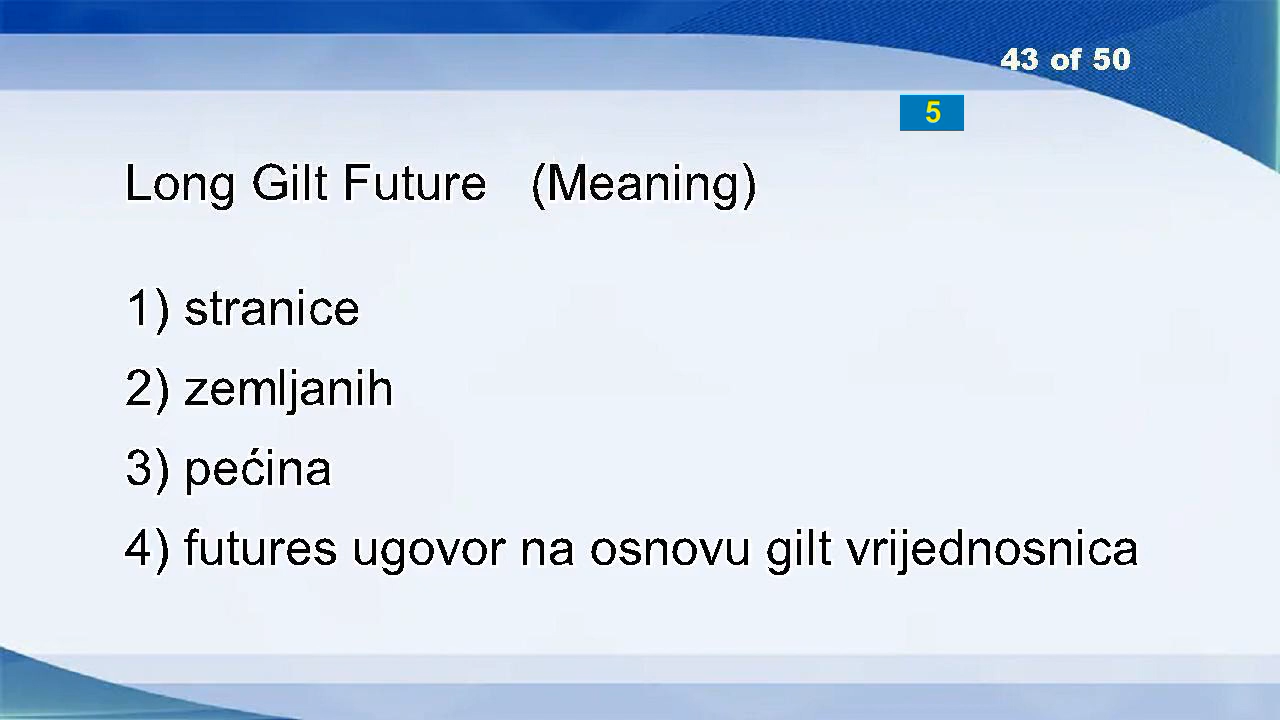 43 of 50
5
Long Gilt Future (Meaning)
1) stranice
2) zemljanih
3) pećina
4) futures ugovor na osnovu gilt vrijednosnica